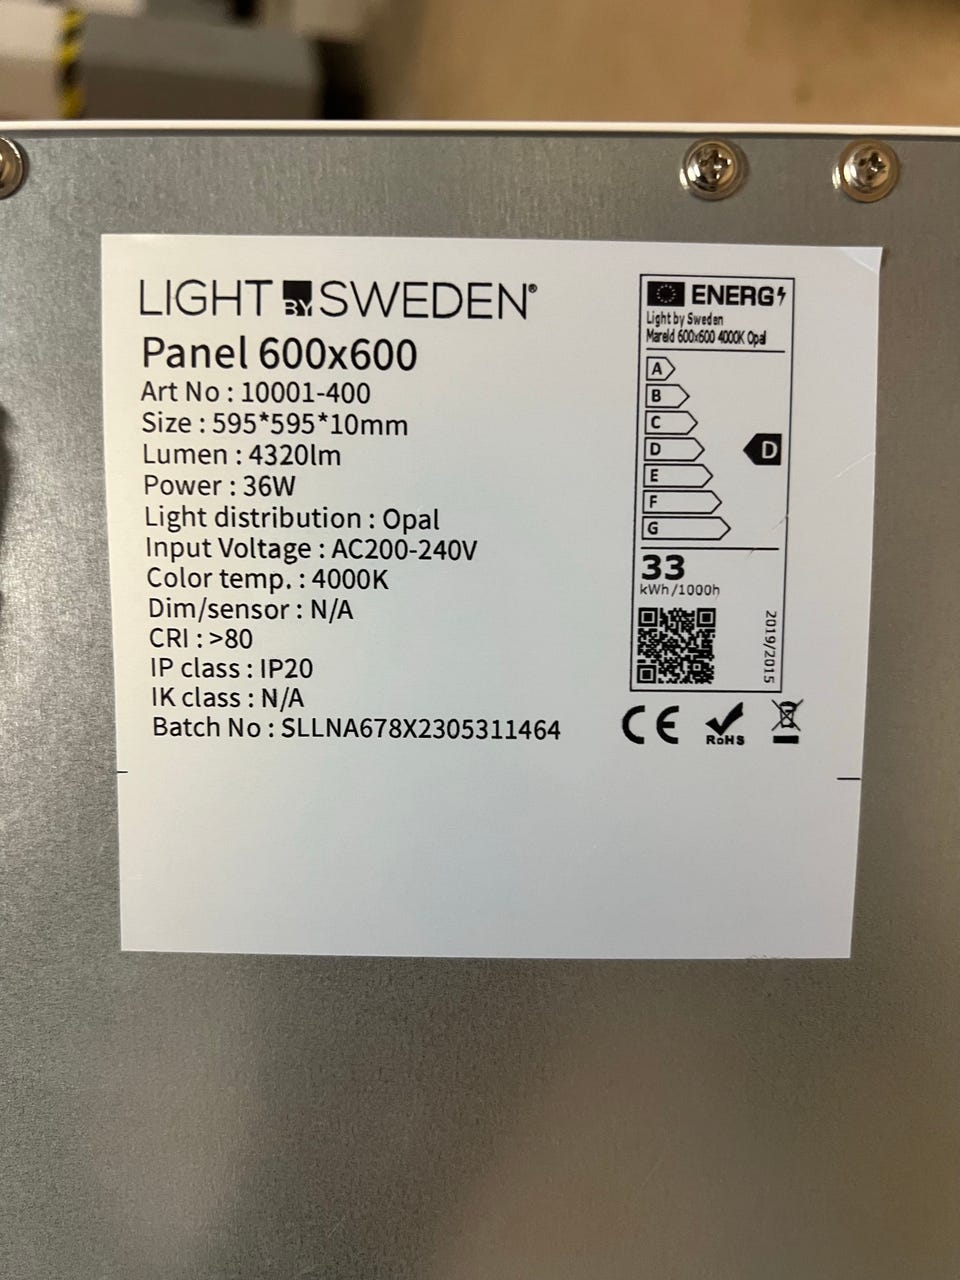 LIGHT BY SWEDEN®
Panel 600x600
Art No : 10001-400
Size : 595*595*10mm
Lumen : 4320lm
Power : 36W
Light distribution : Opal
Input Voltage : AC200-240V
Color temp. : 4000K
Dim/sensor : N/A
CRI : >80
IP class : IP20
IK class : N/A
Batch No : SLLNA678X2305311464
ENERG
Light by Sweden
Mareld 600x600 4000K Opal
A
B
C
D
D
E
F
G
33
kWh/1000h
2019/2015
CE
RoHS